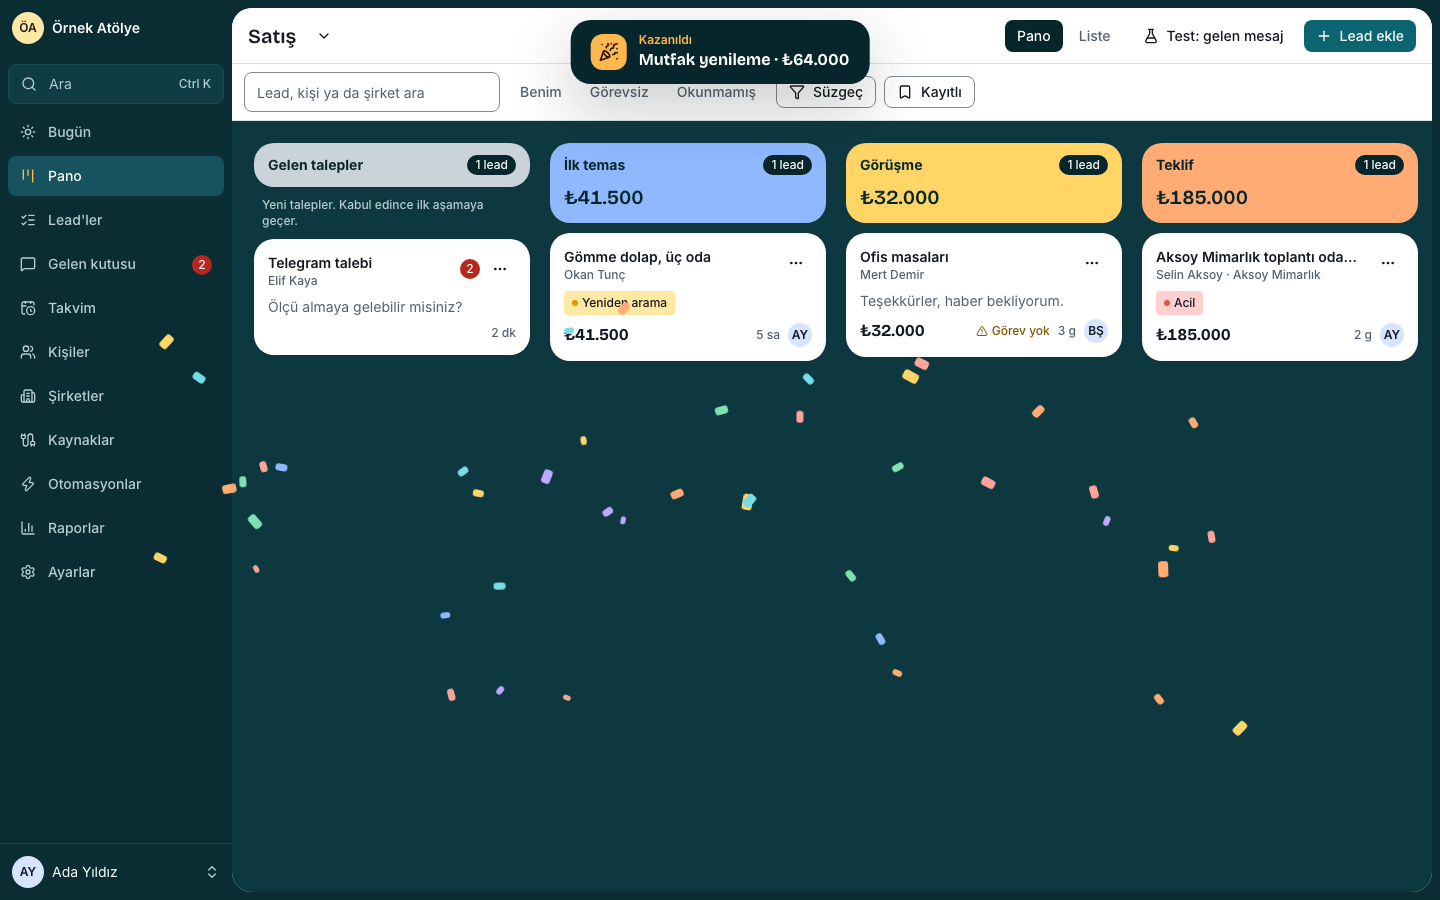 ÖA
Örnek Atölye
Ara
Ctrl K
Bugün
Pano
Lead'ler
Gelen kutusu
2
Takvim
Kişiler
Şirketler
Kaynaklar
Otomasyonlar
Raporlar
Ayarlar
AY
Ada Yıldız
Satış
Kazanıldı
Mutfak yenileme · ₺64.000
Pano
Liste
Test: gelen mesaj
Lead ekle
Lead, kişi ya da şirket ara
Benim
Görevsiz
Okunmamış
Süzgeç
Kayıtlı
Gelen talepler
1 lead
Yeni talepler. Kabul edince ilk aşamaya
geçer.
Telegram talebi
2
Elif Kaya
Ölçü almaya gelebilir misiniz?
2 dk
İlk temas
1 lead
₺41.500
Gömme dolap, üç oda
Okan Tunç
Yeniden arama
₺41.500
5 sa
AY
Görüşme
1 lead
₺32.000
Ofis masaları
Mert Demir
Teşekkürler, haber bekliyorum.
₺32.000
Görev yok
3 g
BŞ
Teklif
1 lead
₺185.000
Aksoy Mimarlık toplantı oda...
Selin Aksoy · Aksoy Mimarlık
Acil
₺185.000
2 g
AY